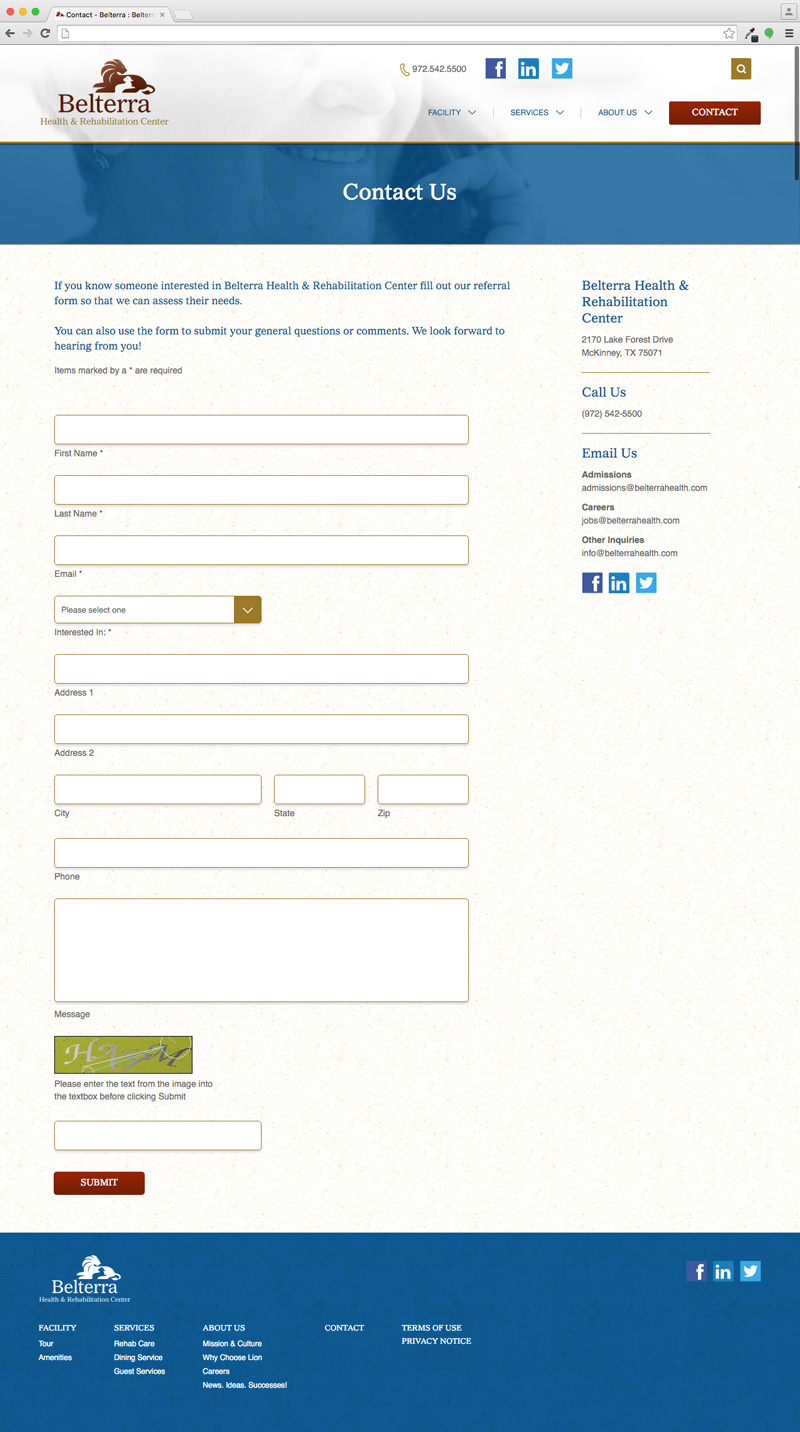 Contact - Belterra : Belterr
972.542.5500
Belterra
Health & Rehabilitation Center
FACILITY
SERVICES
ABOUT US
CONTACT
Contact Us
If you know someone interested in Belterra Health & Rehabilitation Center fill out our referral
form so that we can assess their needs.
You can also use the form to submit your general questions or comments. We look forward to
hearing from you!
Items marked by a * are required
First Name *
Last Name *
Email *
Please select one
Interested In: *
Address 1
Address 2
City
State
Zip
Phone
Message
Please enter the text from the image into
the textbox before clicking Submit
SUBMIT
Belterra Health &
Rehabilitation
Center
2170 Lake Forest Drive
McKinney, TX 75071
Call Us
(972) 542-5500
Email Us
Admissions
admissions@belterrahealth.com
Careers
jobs@belterrahealth.com
Other Inquiries
info@belterrahealth.com
Belterra
Health & Rehabilitation Center
FACILITY
Tour
Amenities
SERVICES
Rehab Care
Dining Service
Guest Services
ABOUT US
Mission & Culture
Why Choose Lion
Careers
News. Ideas. Successes!
CONTACT
TERMS OF USE
PRIVACY NOTICE